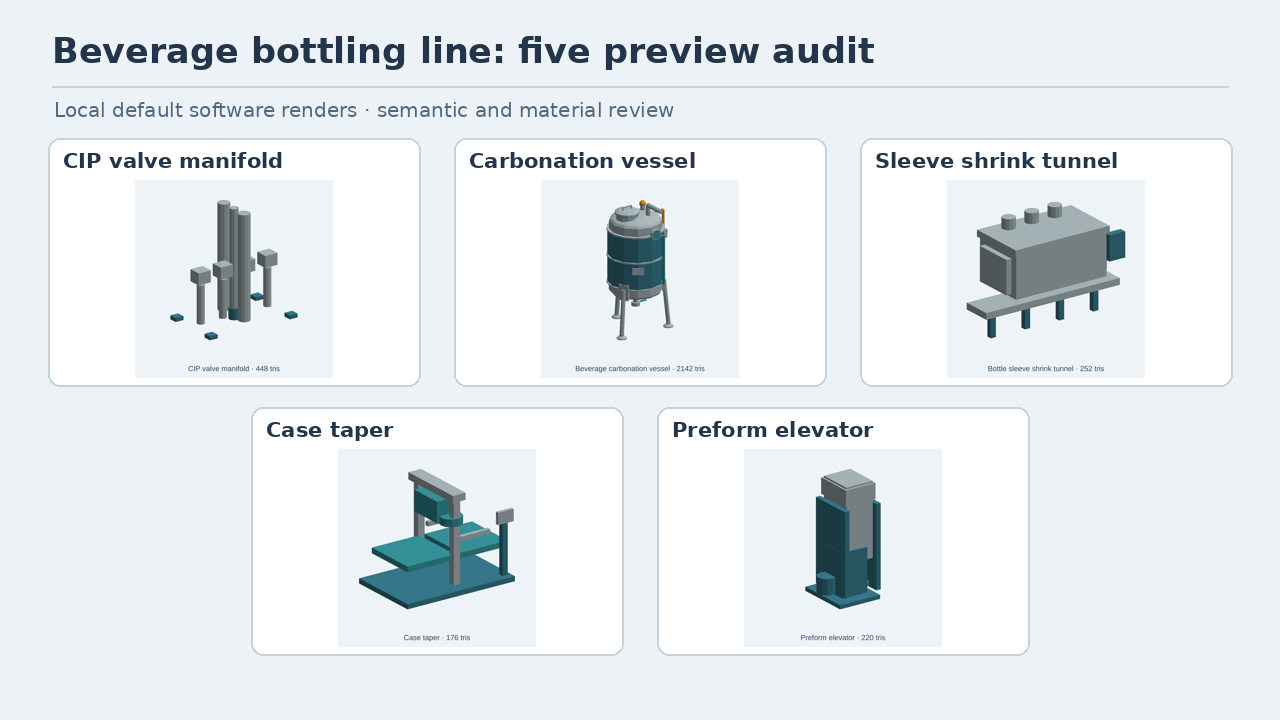 Beverage bottling line: five preview audit
Local default software renders · semantic and material review
CIP valve manifold
CIP valve manifold · 448 tris
Carbonation vessel
Beverage carbonation vessel · 2142 tris
Sleeve shrink tunnel
Bottle sleeve shrink tunnel · 252 tris
Case taper
Case taper · 176 tris
Preform elevator
Preform elevator · 220 tris